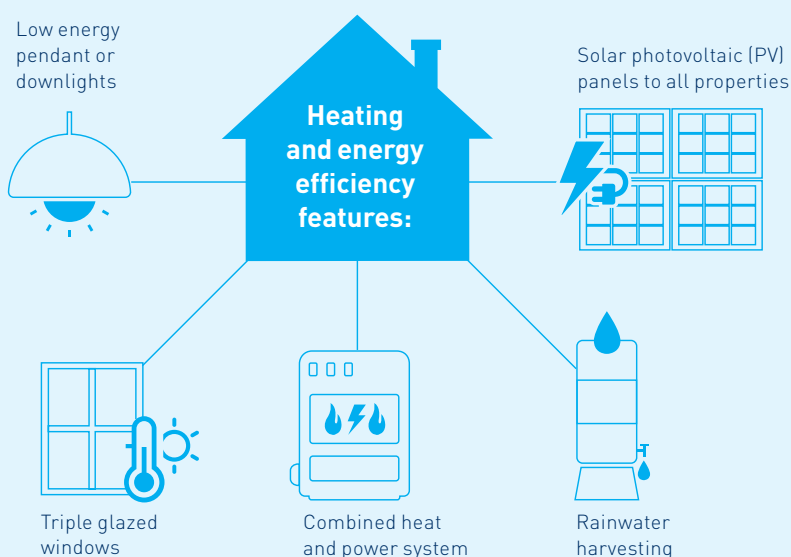 Low energy
pendant or
downlights
Heating
and energy
efficiency
features:
Solar photovoltaic (PV)
panels to all properties
Triple glazed
windows
Combined heat
and power system
Rainwater
harvesting